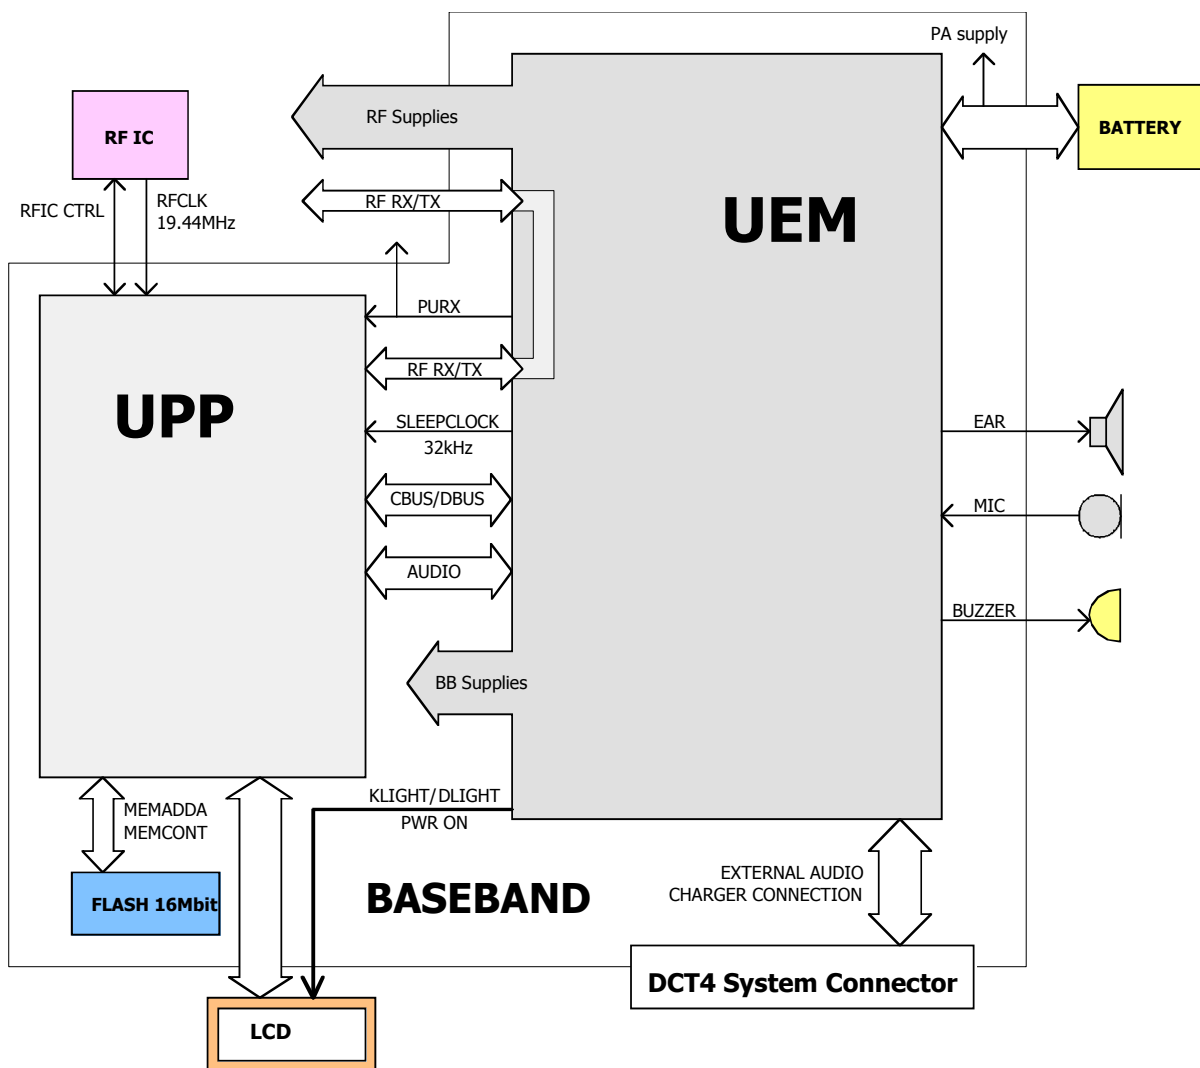 PA supply
RF Supplies
RF IC
BATTERY
RFIC CTRL
RFCLK
19.44MHz
RF RX/TX
UEM
PURX
RF RX/TX
UPP
SLEEPCLOCK
32kHz
EAR
CBUS/DBUS
MIC
AUDIO
BUZZER
BB Supplies
KLIGHT/DLIGHT
PWR ON
MEMADDA
MEMCONT
EXTERNAL AUDIO
CHARGER CONNECTION
FLASH 16Mbit
BASEBAND
DCT4 System Connector
LCD